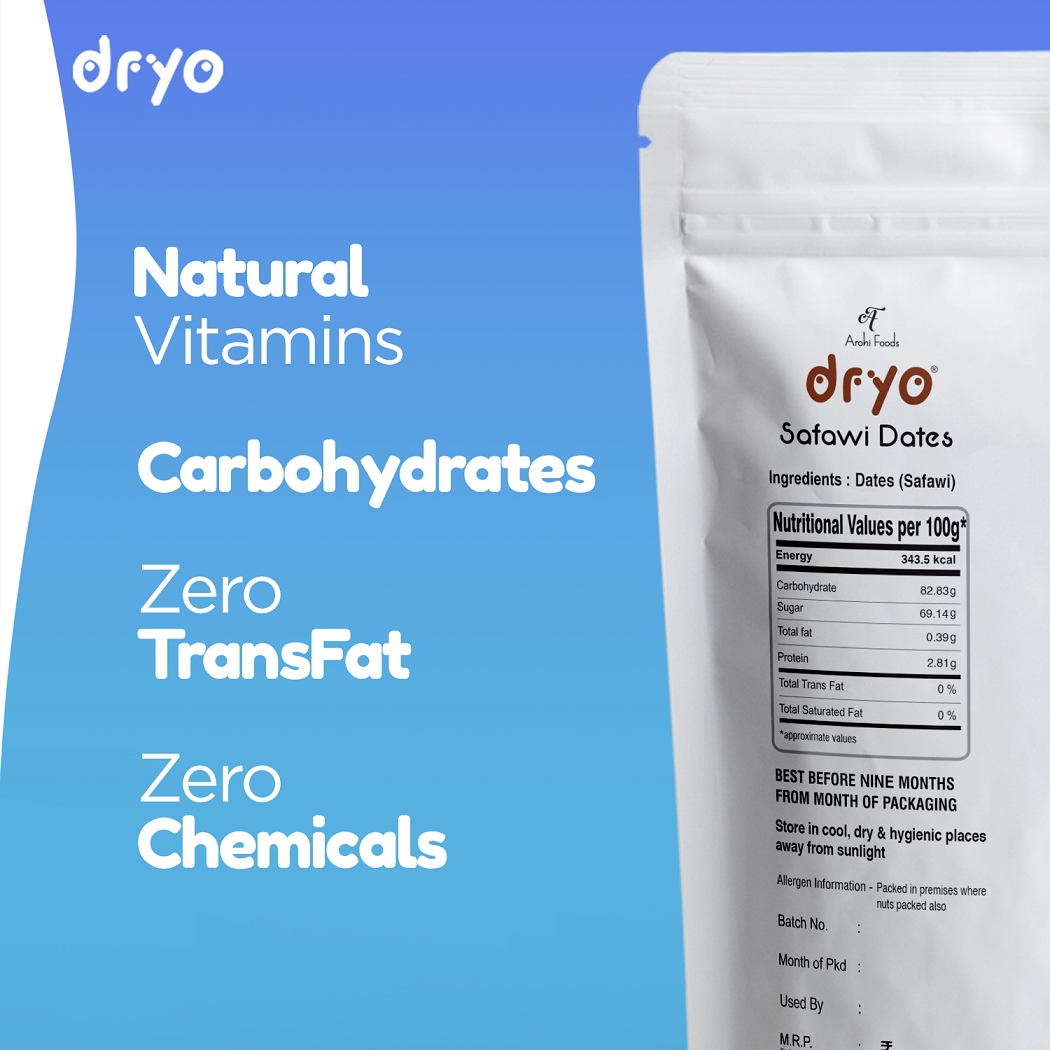 dryo
Natural
Vitamins
Carbohydrates
Zero
TransFat
Zero
Chemicals
AF
Arohi Foods
dryo®
Safawi Dates
Ingredients : Dates (Safawi)
Nutritional Values per 100g*
Energy 343.5 kcal
Carbohydrate 82.83g
Sugar 69.14g
Total fat 0.39g
Protein 2.81g
Total Trans Fat 0 %
Total Saturated Fat 0 %
*approximate values
BEST BEFORE NINE MONTHS
FROM MONTH OF PACKAGING
Store in cool, dry & hygienic places
away from sunlight
Allergen Information - Packed in premises where
nuts packed also
Batch No. :
Month of Pkd :
Used By :
M.R.P. : ₹